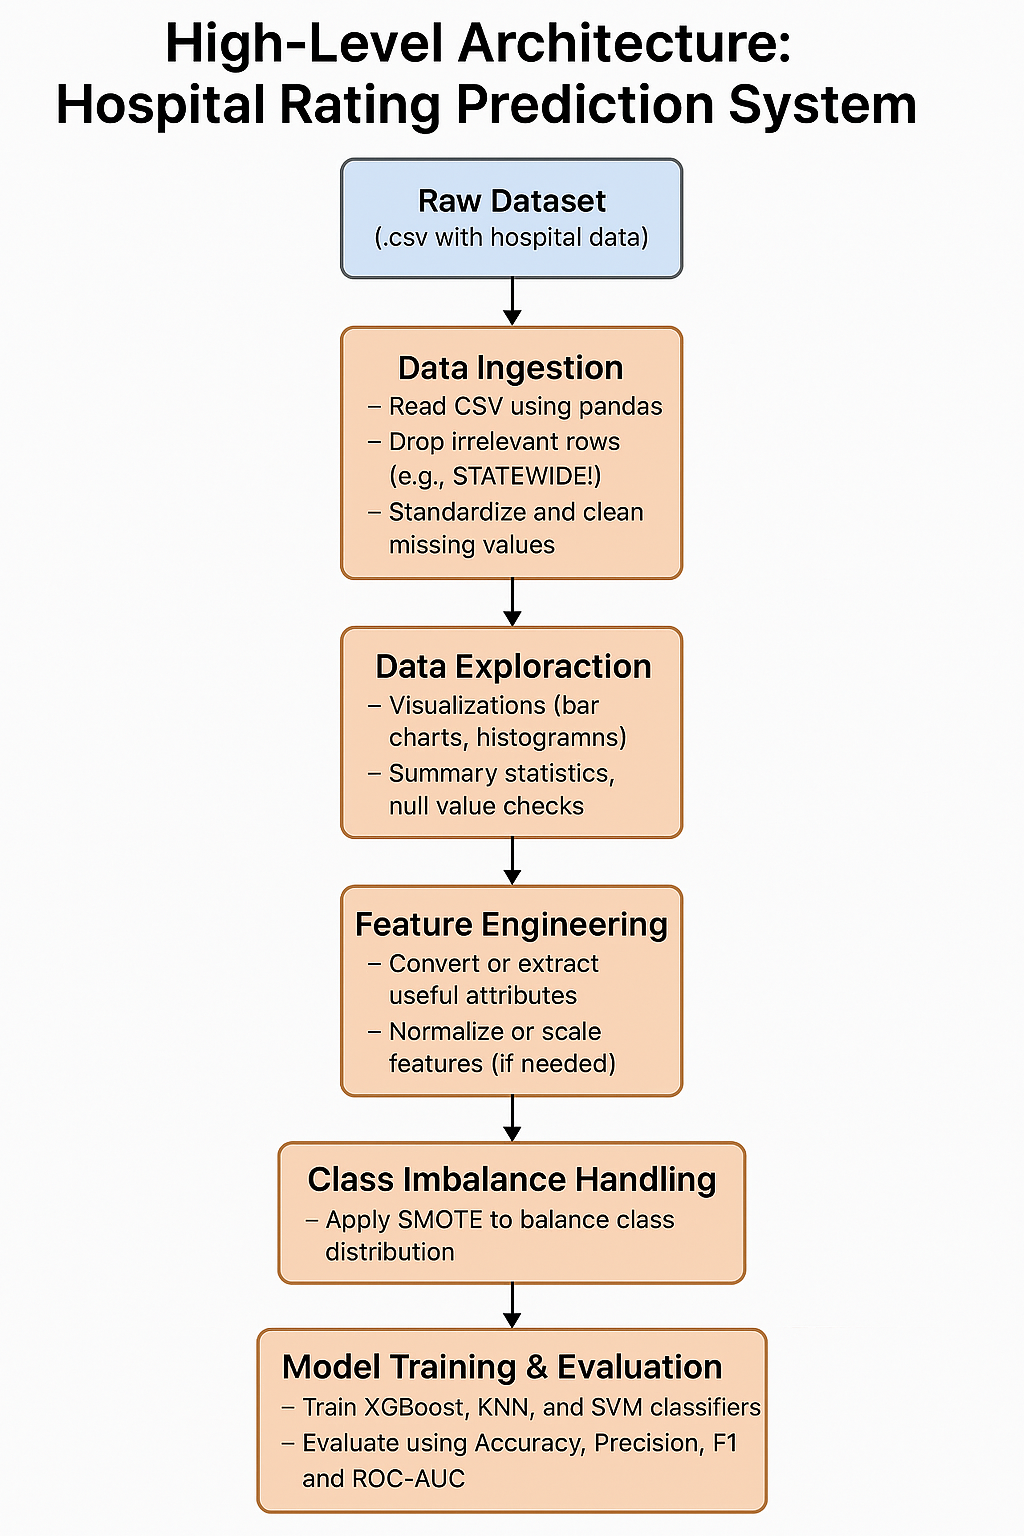 High-Level Architecture:
Hospital Rating Prediction System
Raw Dataset
(.csv with hospital data)
Data Ingestion
– Read CSV using pandas
– Drop irrelevant rows
(e.g., STATEWIDE!)
– Standardize and clean
missing values
Data Exploraction
– Visualizations (bar
charts, histogramns)
– Summary statistics,
null value checks
Feature Engineering
– Convert or extract
useful attributes
– Normalize or scale
features (if needed)
Class Imbalance Handling
– Apply SMOTE to balance class
distribution
Model Training & Evaluation
– Train XGBoost, KNN, and SVM classifiers
– Evaluate using Accuracy, Precision, F1
and ROC-AUC